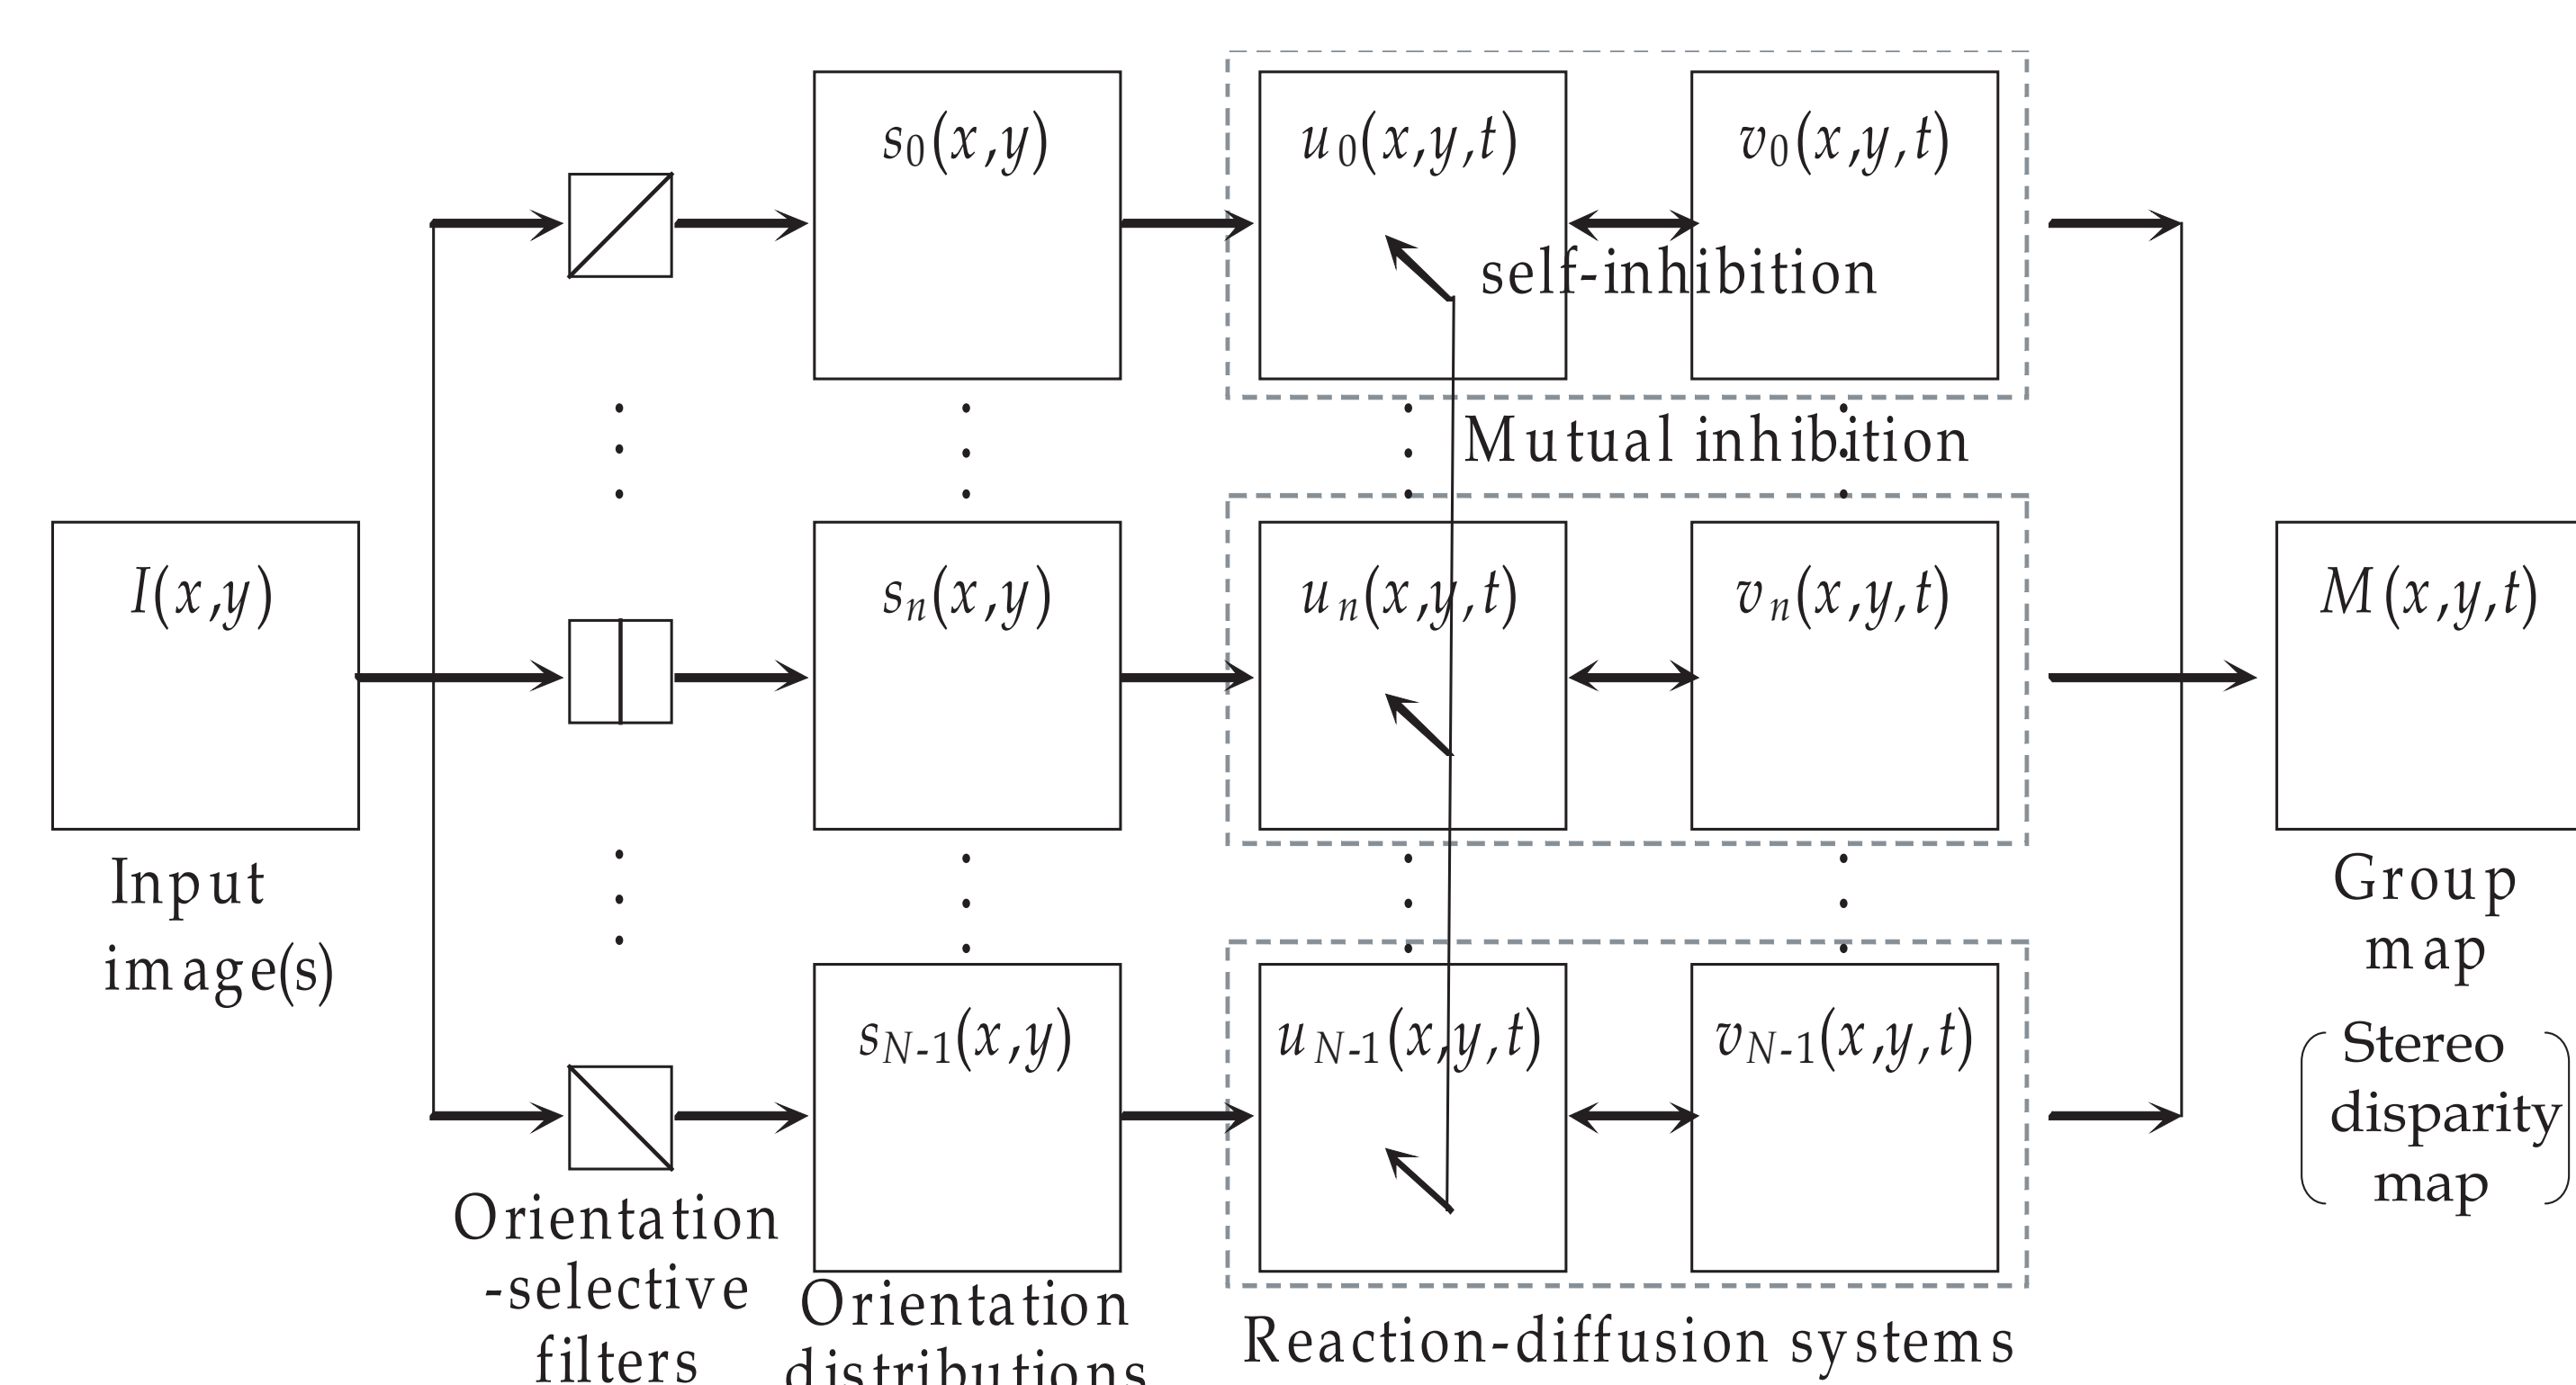 s0(x,y)
u0(x,y,t)
v0(x,y,t)
self-inhibition
Mutual inhibition
I(x,y)
sn(x,y)
un(x,y,t)
vn(x,y,t)
M(x,y,t)
Input
image(s)
Group
map
sN-1(x,y)
uN-1(x,y,t)
vN-1(x,y,t)
Stereo
disparity
map
Orientation
-selective
filters
Orientation
distributions
Reaction-diffusion systems